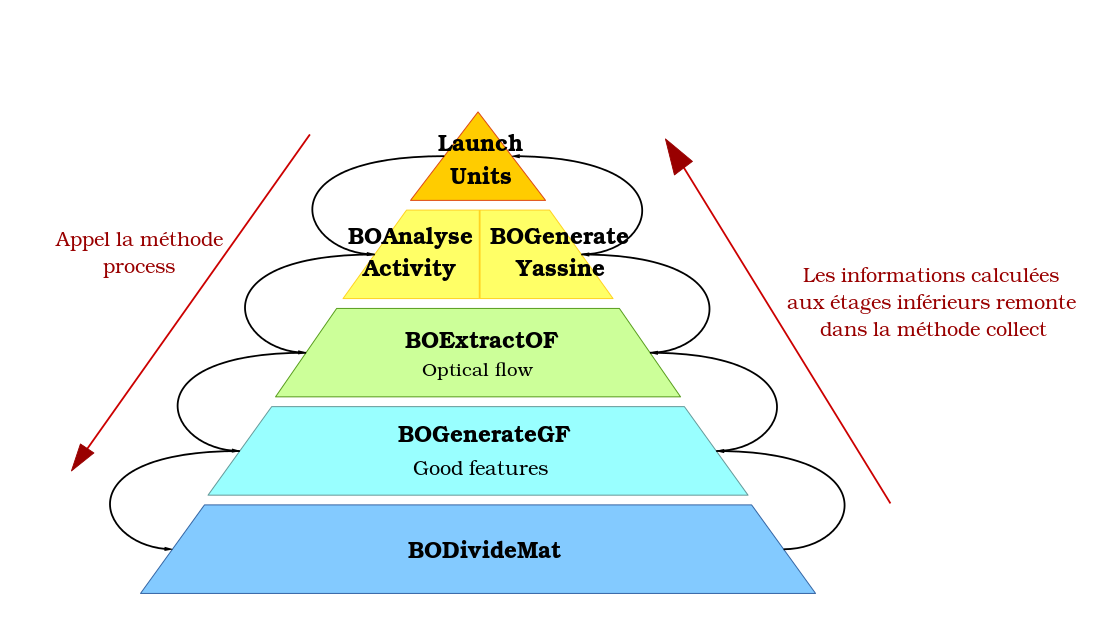 Launch
Units
Appel la méthode
process
BOAnalyse
Activity
BOGenerate
Yassine
Les informations calculées
aux étages inférieurs remonte
dans la méthode collect
BOExtractOF
Optical flow
BOGenerateGF
Good features
BODivideMat